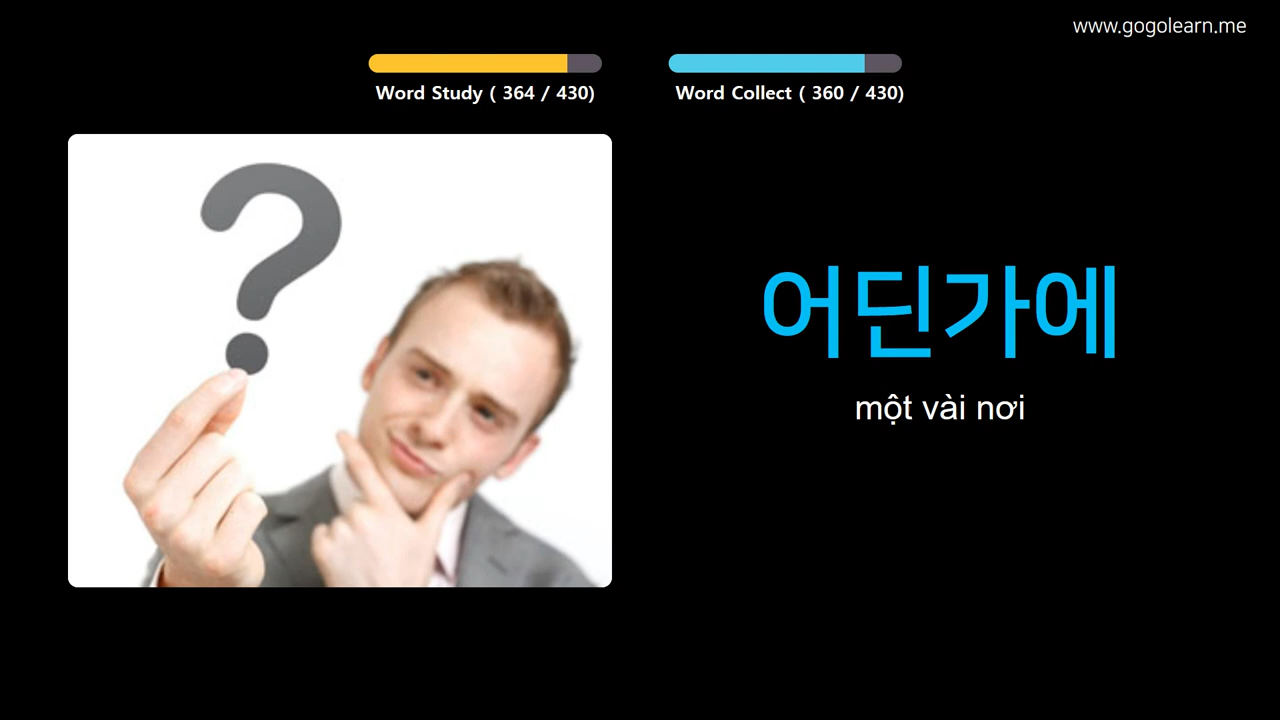 www.gogolearn.me
Word Study ( 364 / 430)
Word Collect ( 360 / 430)
?
어딘가에
một vài nơi